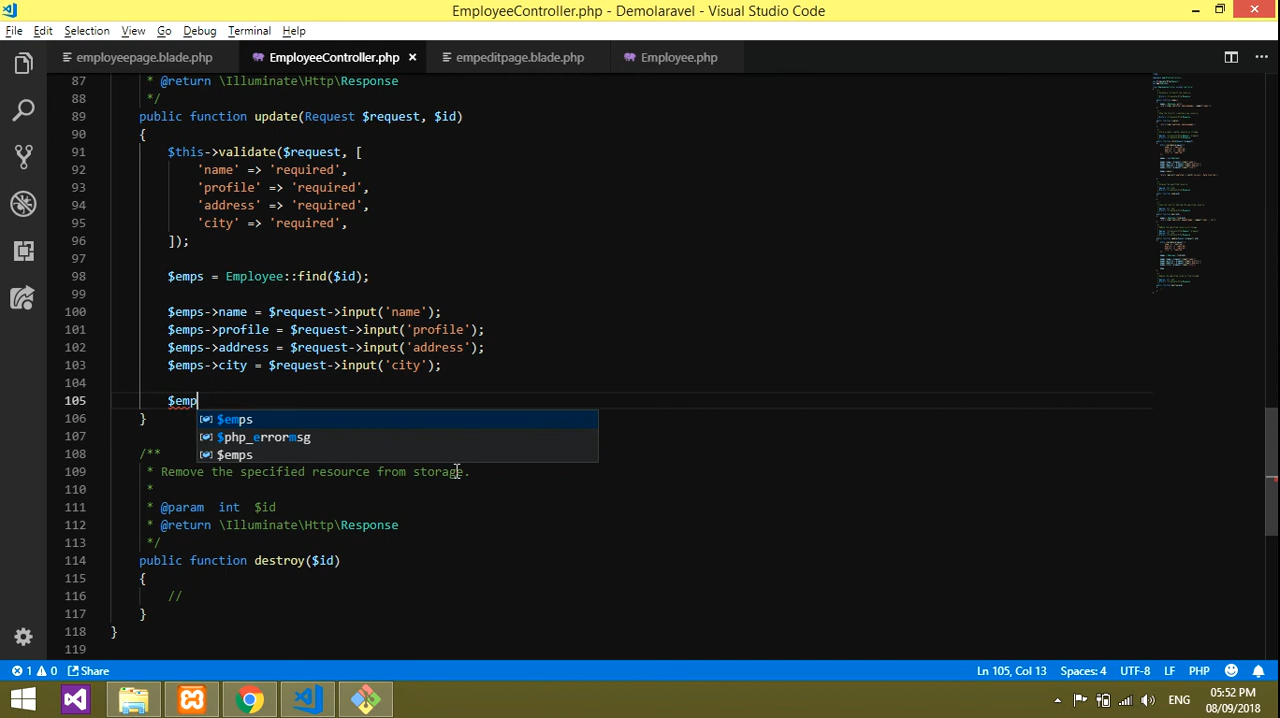 EmployeeController.php - Demolaravel - Visual Studio Code
File Edit Selection View Go Debug Terminal Help
employeepage.blade.php EmployeeController.php × empeditpage.blade.php Employee.php
87 * @return \Illuminate\Http\Response
88 */
89 public function update(Request $request, $id)
90 {
91 $this->validate($request, [
92 'name' => 'required',
93 'profile' => 'required',
94 'address' => 'required',
95 'city' => 'required',
96 ]);
97
98 $emps = Employee::find($id);
99
100 $emps->name = $request->input('name');
101 $emps->profile = $request->input('profile');
102 $emps->address = $request->input('address');
103 $emps->city = $request->input('city');
104
105 $emp
106 }
$emps
107
$php_errormsg
108 /**
$emps
109 * Remove the specified resource from storage.
110 *
111 * @param int $id
112 * @return \Illuminate\Http\Response
113 */
114 public function destroy($id)
115 {
116 //
117 }
118 }
119
1 0 Share Ln 105, Col 13 Spaces: 4 UTF-8 LF PHP
ENG 05:52 PM
08/09/2018